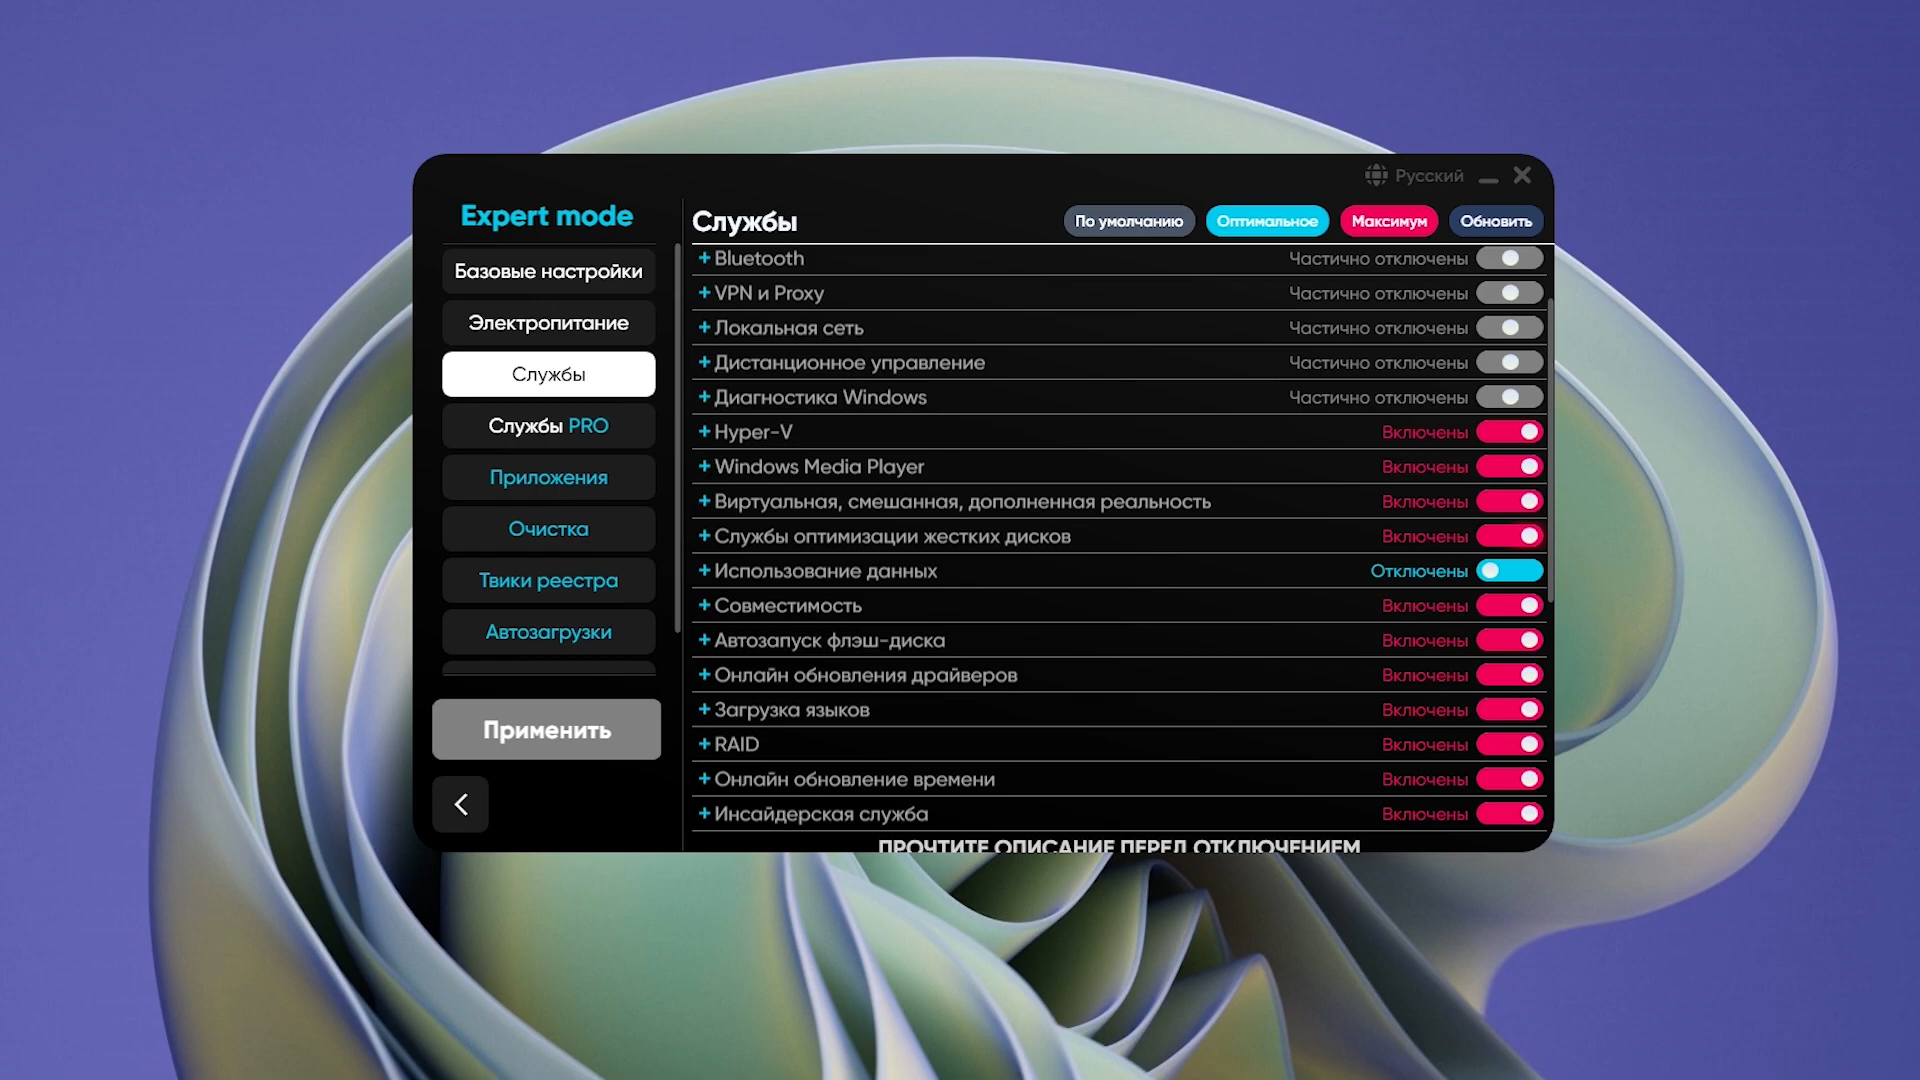 Русский
Expert mode
Базовые настройки
Электропитание
Службы
Службы PRO
Приложения
Очистка
Твики реестра
Автозагрузки
Применить
Службы
По умолчанию Оптимальное Максимум Обновить
+ Bluetooth Частично отключены
+ VPN и Proxy Частично отключены
+ Локальная сеть Частично отключены
+ Дистанционное управление Частично отключены
+ Диагностика Windows Частично отключены
+ Hyper-V Включены
+ Windows Media Player Включены
+ Виртуальная, смешанная, дополненная реальность Включены
+ Службы оптимизации жестких дисков Включены
+ Использование данных Отключены
+ Совместимость Включены
+ Автозапуск флэш-диска Включены
+ Онлайн обновления драйверов Включены
+ Загрузка языков Включены
+ RAID Включены
+ Онлайн обновление времени Включены
+ Инсайдерская служба Включены
ПРОЧТИТЕ ОПИСАНИЕ ПЕРЕД ОТКЛЮЧЕНИЕМ